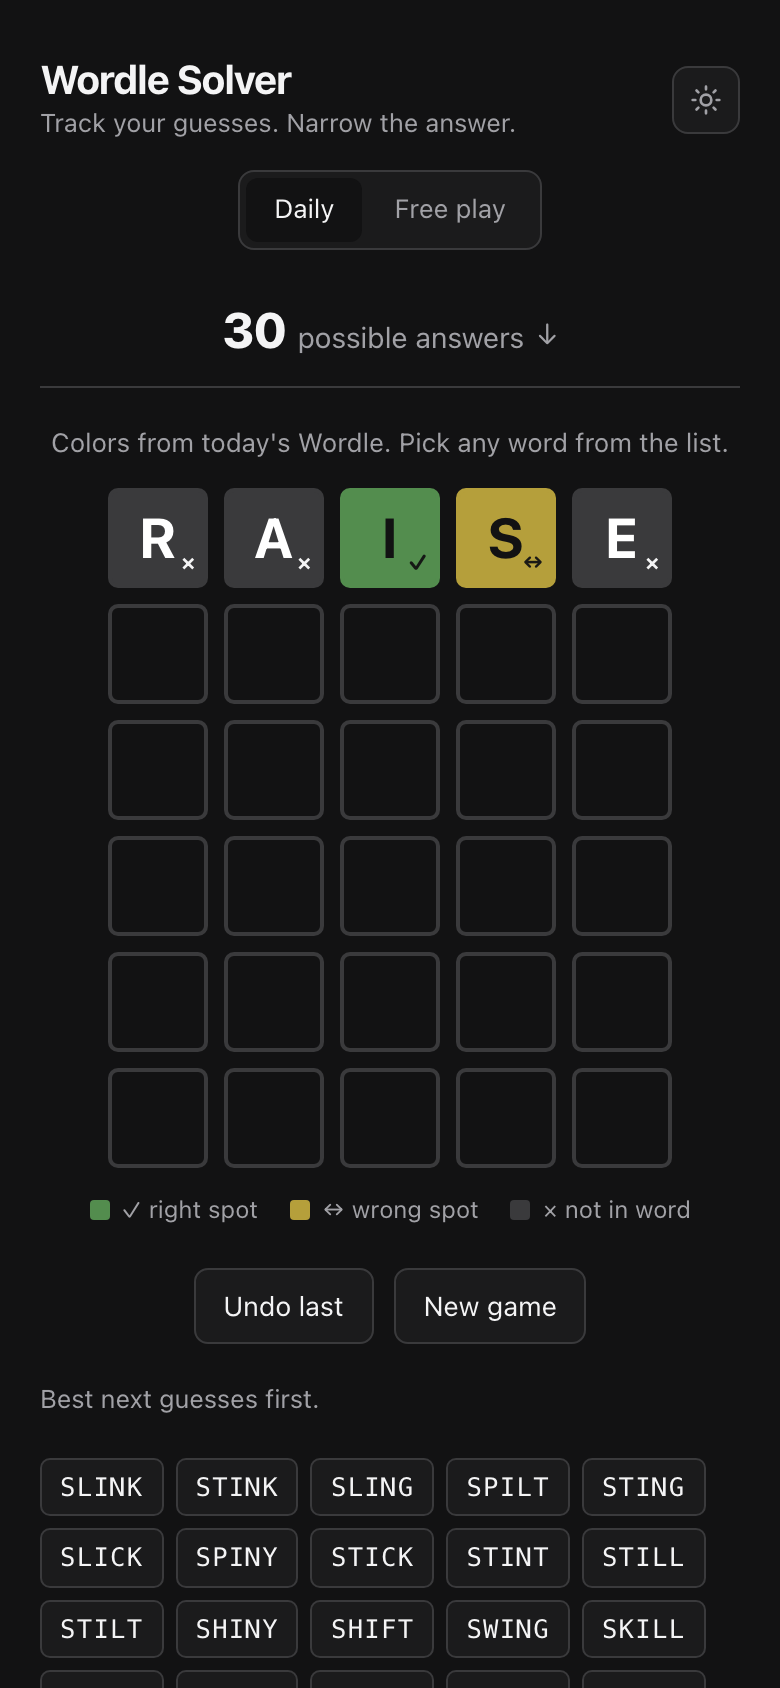 Wordle Solver
Track your guesses. Narrow the answer.
Daily Free play
30 possible answers ↓
Colors from today's Wordle. Pick any word from the list.
R × A × I ✓ S ↔ E ×
✓ right spot ↔ wrong spot × not in word
Undo last New game
Best next guesses first.
SLINK STINK SLING SPILT STING
SLICK SPINY STICK STINT STILL
STILT SHINY SHIFT SWING SKILL